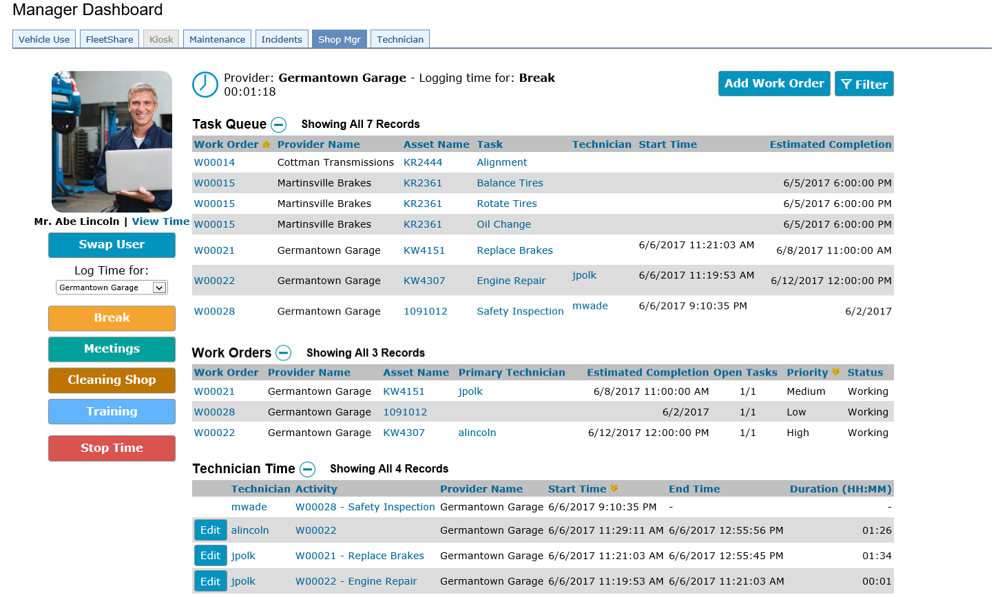 Manager Dashboard
Vehicle Use FleetShare Kiosk Maintenance Incidents Shop Mgr Technician
Mr. Abe Lincoln | View Time
Swap User
Log Time for:
Germantown Garage
Break
Meetings
Cleaning Shop
Training
Stop Time
Provider: Germantown Garage - Logging time for: Break
00:01:18
Add Work Order Filter
Task Queue Showing All 7 Records
Work Order Provider Name Asset Name Task Technician Start Time Estimated Completion
W00014 Cottman Transmissions KR2444 Alignment
W00015 Martinsville Brakes KR2361 Balance Tires 6/5/2017 6:00:00 PM
W00015 Martinsville Brakes KR2361 Rotate Tires 6/5/2017 6:00:00 PM
W00015 Martinsville Brakes KR2361 Oil Change 6/5/2017 6:00:00 PM
W00021 Germantown Garage KW4151 Replace Brakes 6/6/2017 11:21:03 AM 6/8/2017 11:00:00 AM
W00022 Germantown Garage KW4307 Engine Repair jpolk 6/6/2017 11:19:53 AM 6/12/2017 12:00:00 PM
W00028 Germantown Garage 1091012 Safety Inspection mwade 6/6/2017 9:10:35 PM 6/2/2017
Work Orders Showing All 3 Records
Work Order Provider Name Asset Name Primary Technician Estimated Completion Open Tasks Priority Status
W00021 Germantown Garage KW4151 jpolk 6/8/2017 11:00:00 AM 1/1 Medium Working
W00028 Germantown Garage 1091012 6/2/2017 1/1 Low Working
W00022 Germantown Garage KW4307 alincoln 6/12/2017 12:00:00 PM 1/1 High Working
Technician Time Showing All 4 Records
Technician Activity Provider Name Start Time End Time Duration (HH:MM)
mwade W00028 - Safety Inspection Germantown Garage 6/6/2017 9:10:35 PM - -
Edit alincoln W00022 Germantown Garage 6/6/2017 11:29:11 AM 6/6/2017 12:55:56 PM 01:26
Edit jpolk W00021 - Replace Brakes Germantown Garage 6/6/2017 11:21:03 AM 6/6/2017 12:55:45 PM 01:34
Edit jpolk W00022 - Engine Repair Germantown Garage 6/6/2017 11:19:53 AM 6/6/2017 11:21:03 AM 00:01